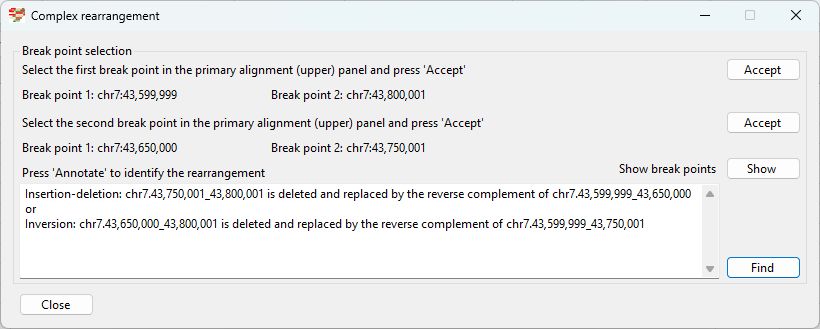 Complex rearrangement
Break point selection
Select the first break point in the primary alignment (upper) panel and press 'Accept'
Accept
Break point 1: chr7:43,599,999 Break point 2: chr7:43,800,001
Select the second break point in the primary alignment (upper) panel and press 'Accept'
Accept
Break point 1: chr7:43,650,000 Break point 2: chr7:43,750,001
Show break points Show
Press 'Annotate' to identify the rearrangement
Insertion-deletion: chr7.43,750,001_43,800,001 is deleted and replaced by the reverse complement of chr7.43,599,999_43,650,000
or
Inversion: chr7.43,650,000_43,800,001 is deleted and replaced by the reverse complement of chr7.43,599,999_43,750,001
Find
Close